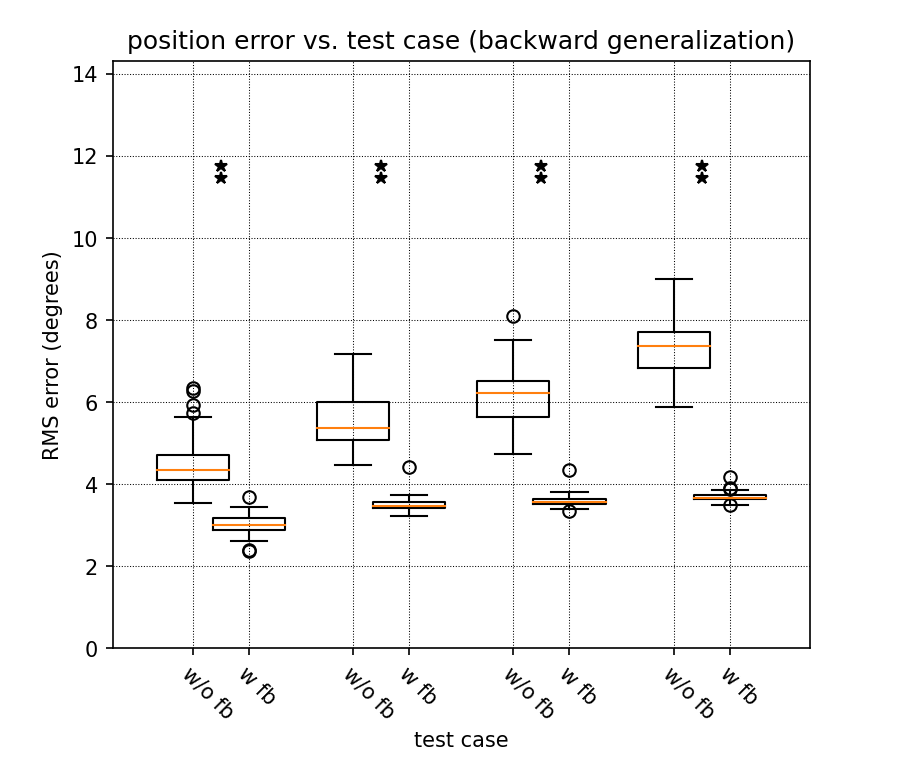 position error vs. test case (backward generalization)
14
12
10
8
6
4
2
0
RMS error (degrees)
w/o fb
w fb
w/o fb
w fb
w/o fb
w fb
w/o fb
w fb
test case